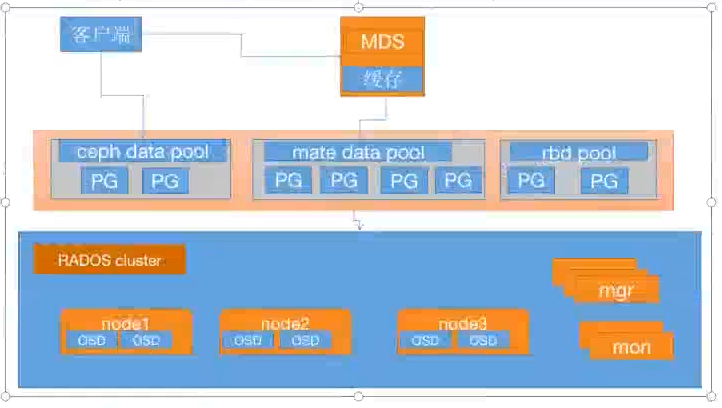 客户端
MDS
缓存
ceph data pool
mate data pool
rbd pool
PG PG
PG PG PG PG
PG PG
RADOS cluster
mgr
mon
node1
node2
node3
OSD OSD
OSD OSD
OSD OSD